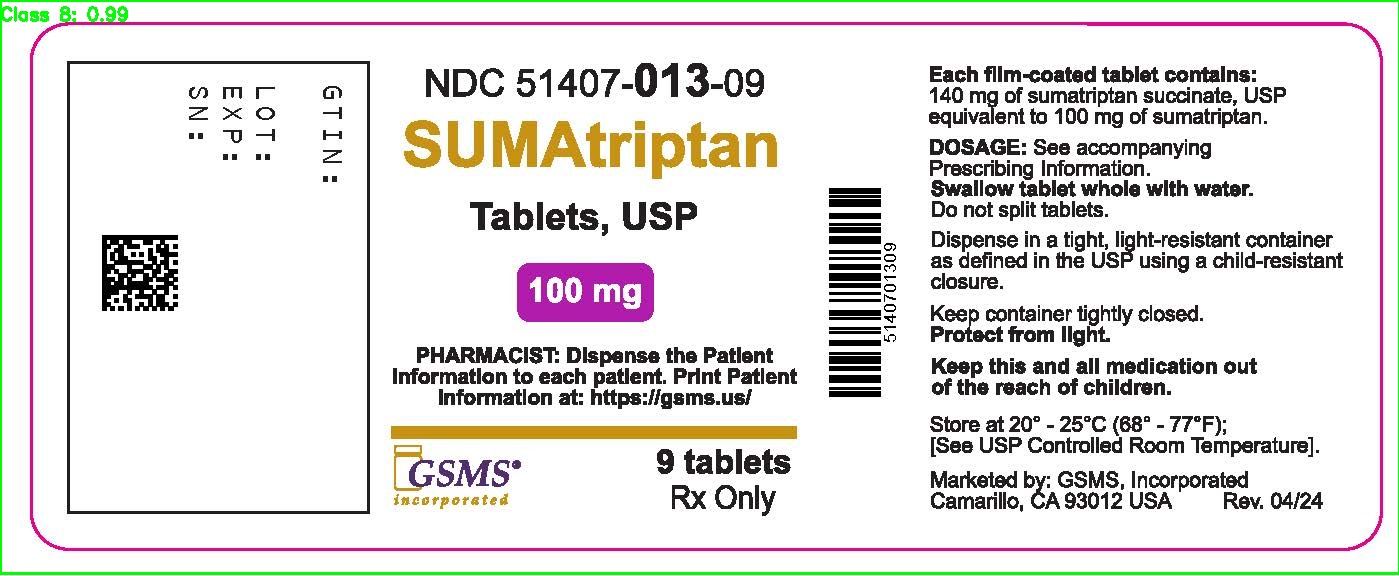 Class 8: 0.99
GTIN:
LOT:
EXP:
SN:
NDC 51407-013-09
SUMAtriptan
Tablets, USP
100 mg
PHARMACIST: Dispense the Patient
Information to each patient. Print Patient
Information at: https://gsms.us/
GSMS®
incorporated
9 tablets
Rx Only
5140701309
Each film-coated tablet contains:
140 mg of sumatriptan succinate, USP
equivalent to 100 mg of sumatriptan.
DOSAGE: See accompanying
Prescribing Information.
Swallow tablet whole with water.
Do not split tablets.
Dispense in a tight, light-resistant container
as defined in the USP using a child-resistant
closure.
Keep container tightly closed.
Protect from light.
Keep this and all medication out
of the reach of children.
Store at 20° - 25°C (68° - 77°F);
[See USP Controlled Room Temperature].
Marketed by: GSMS, Incorporated
Camarillo, CA 93012 USA Rev. 04/24